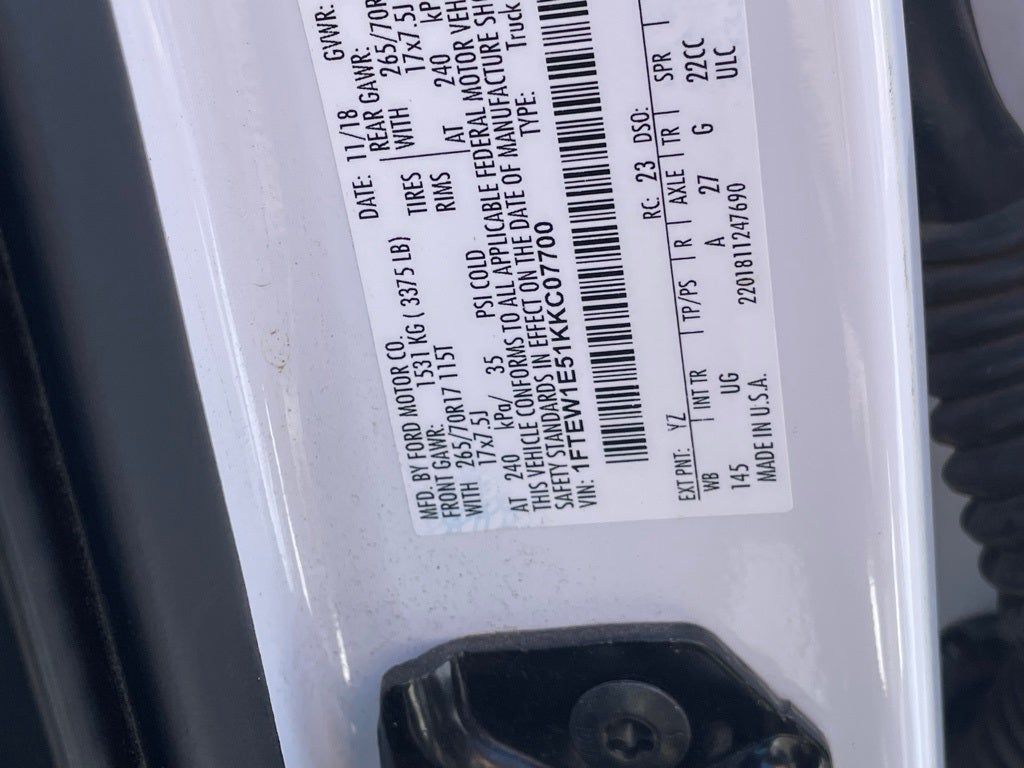 MFD. BY FORD MOTOR CO.
DATE: 11/18 GVWR:
FRONT GAWR: 1531 KG ( 3375 LB)
REAR GAWR:
WITH 265/70R17 115T TIRES WITH 265/70R
17x7.5J RIMS 17x7.5J
AT 240 kPa/ 35 PSI COLD AT 240 kP
THIS VEHICLE CONFORMS TO ALL APPLICABLE FEDERAL MOTOR VEH
SAFETY STANDARDS IN EFFECT ON THE DATE OF MANUFACTURE SH
VIN: 1FTEW1E51KKC07700 TYPE: Truck
EXT PNT: YZ RC: 23 DSO:
WB | INT TR | TP/PS | R | AXLE | TR | SPR |
145 UG A 27 G 22CC
2201811247690 ULC
MADE IN U.S.A.